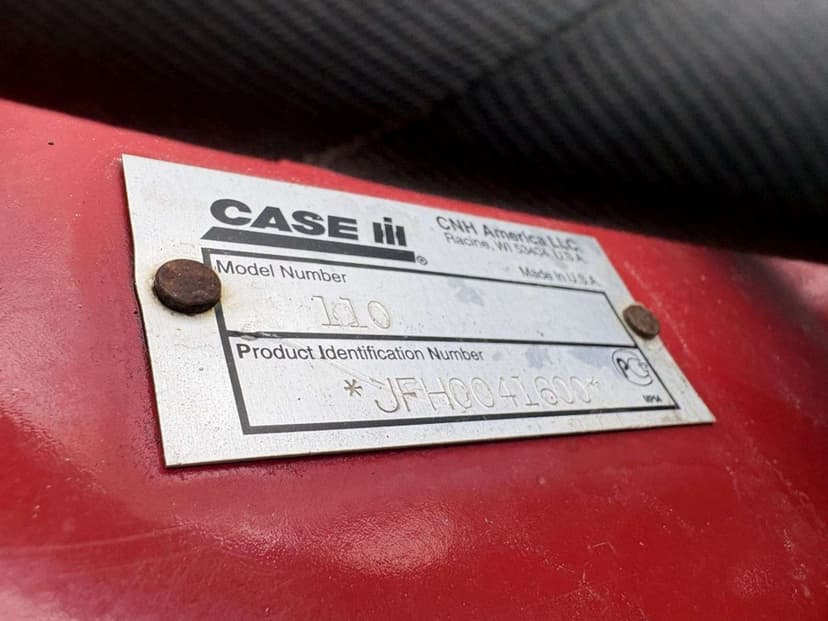 CASE IH®
CNH America LLC.
Racine, WI 53404, U.S.A.
Made in U.S.A.
Model Number
110
Product Identification Number
*JFH0041600*